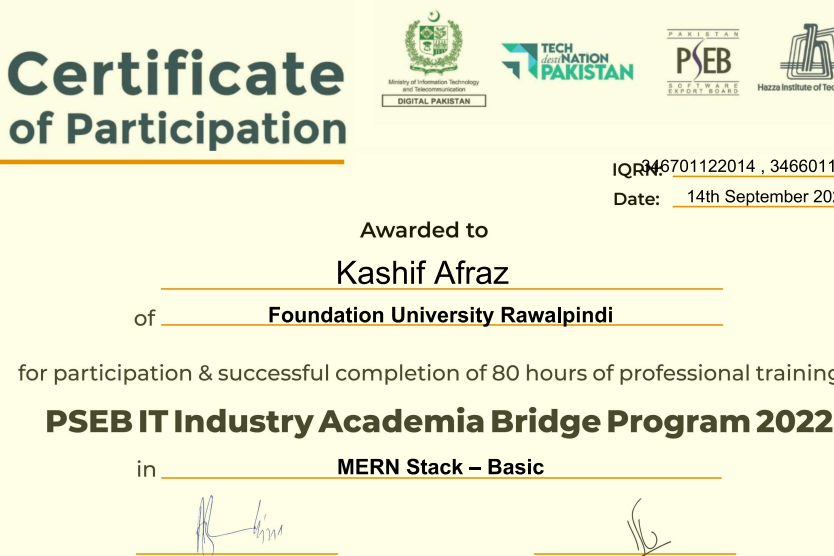 Certificate
of Participation
Ministry of Information Technology
and Telecommunication
DIGITAL PAKISTAN
TECH
destiNATION
PAKISTAN
PAKISTAN
PSEB
SOFTWARE
EXPORT BOARD
Hazza Institute of Tec
IQRN: 346701122014 , 3466011
Date: 14th September 20
Awarded to
Kashif Afraz
of Foundation University Rawalpindi
for participation & successful completion of 80 hours of professional training
PSEB IT Industry Academia Bridge Program 2022
in MERN Stack – Basic